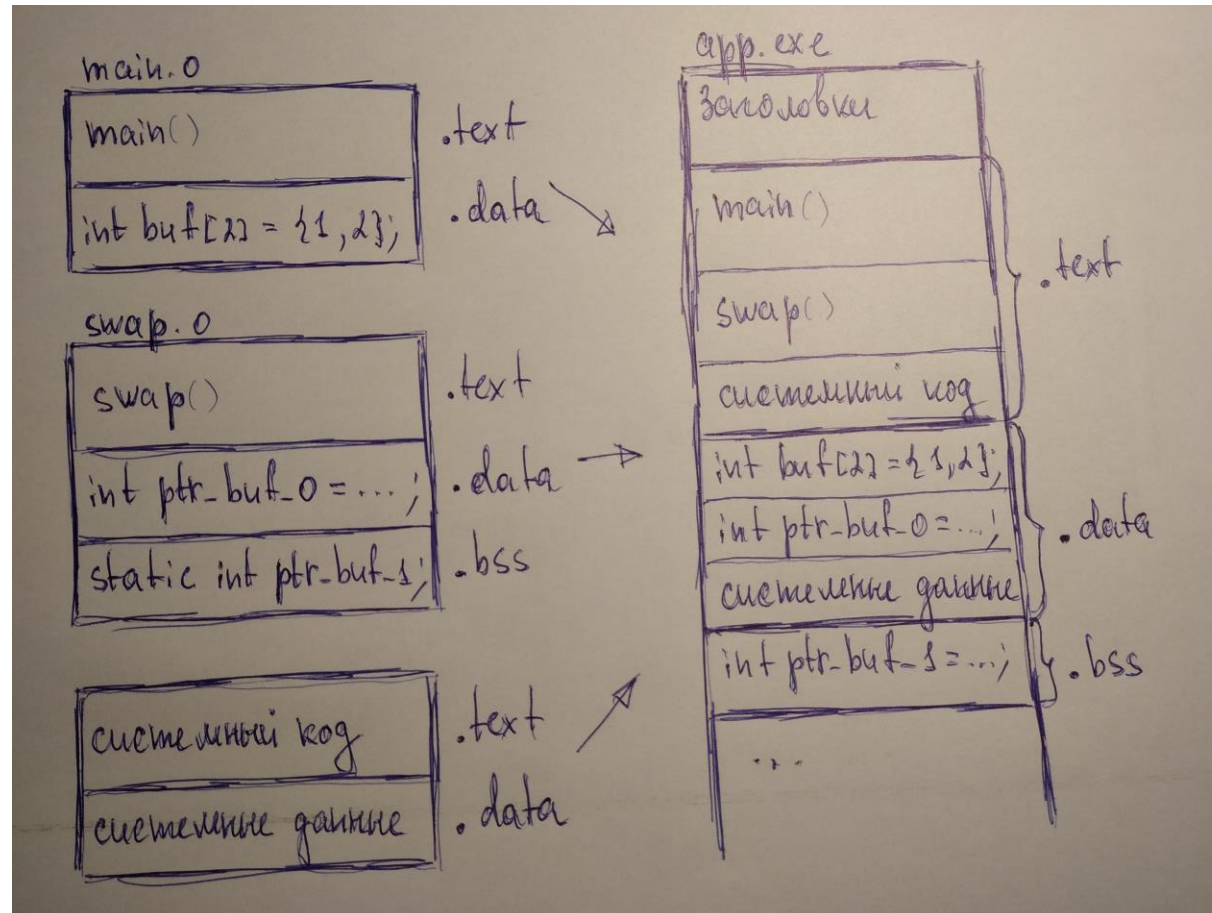 main.o
main()
.text
int buf[2] = {1,2};
.data
swap.o
swap()
.text
int ptr_buf_0 = ... ;
.data
static int ptr_buf_1;
.bss
системный код
.text
системные данные
.data
app.exe
Заголовки
main()
swap()
системный код
.text
int buf[2] = {1,2};
int ptr_buf_0 = ...;
системные данные
.data
int ptr_buf_1 = ...;
.bss
...